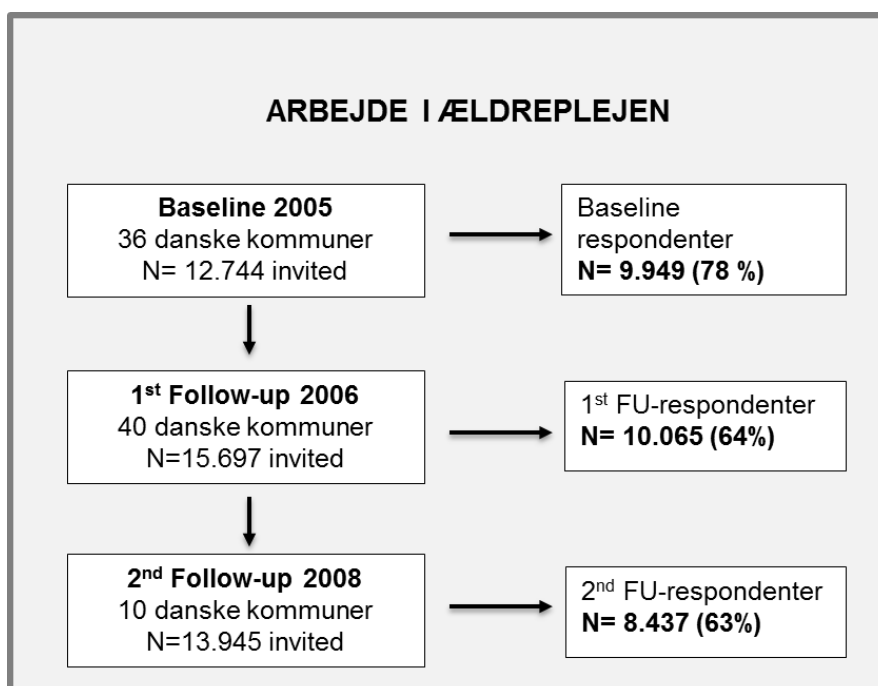 ARBEJDE I ÆLDREPLEJEN
Baseline 2005
36 danske kommuner
N= 12.744 invited
Baseline
respondenter
N= 9.949 (78 %)
1st Follow-up 2006
40 danske kommuner
N=15.697 invited
1st FU-respondenter
N= 10.065 (64%)
2nd Follow-up 2008
10 danske kommuner
N=13.945 invited
2nd FU-respondenter
N= 8.437 (63%)